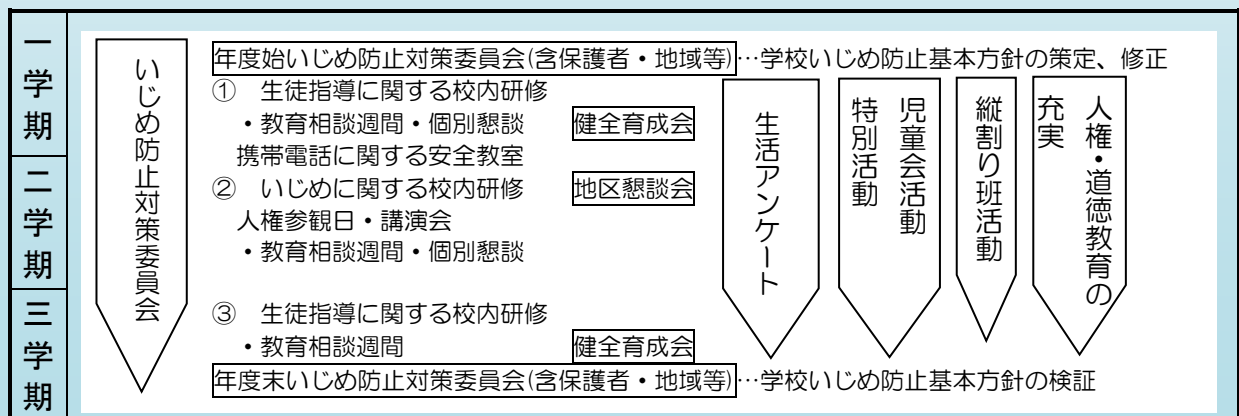 一学期
二学期
三学期
いじめ防止対策委員会
年度始いじめ防止対策委員会(含保護者・地域等)…学校いじめ防止基本方針の策定、修正
① 生徒指導に関する校内研修
・教育相談週間・個別懇談 健全育成会
携帯電話に関する安全教室
② いじめに関する校内研修 地区懇談会
人権参観日・講演会
・教育相談週間・個別懇談
③ 生徒指導に関する校内研修
・教育相談週間 健全育成会
年度末いじめ防止対策委員会(含保護者・地域等)…学校いじめ防止基本方針の検証
生活アンケート
児童会活動
特別活動
縦割り班活動
人権・道徳教育の
充実